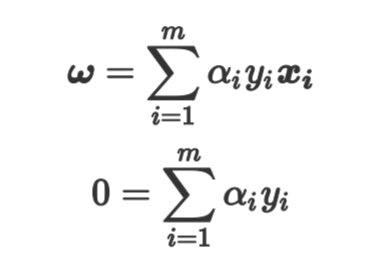 𝝎 = ∑_{i=1}^{m} α_i y_i 𝒙_𝒊
0 = ∑_{i=1}^{m} α_i y_i